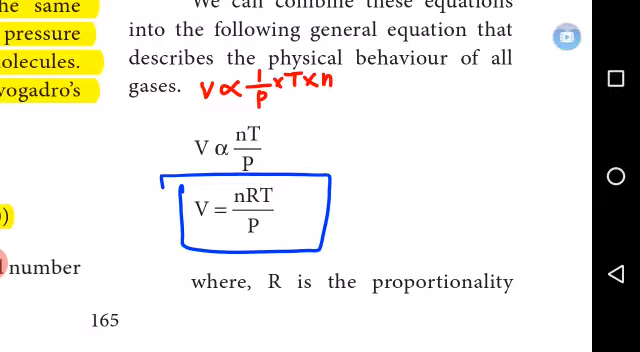 he same
pressure
olecules.
vogadro's
)
number
We can combine these equations
into the following general equation that
describes the physical behaviour of all
gases. V ∝ 1/P × T × n
V α nT/P
V = nRT/P
where, R is the proportionality
165